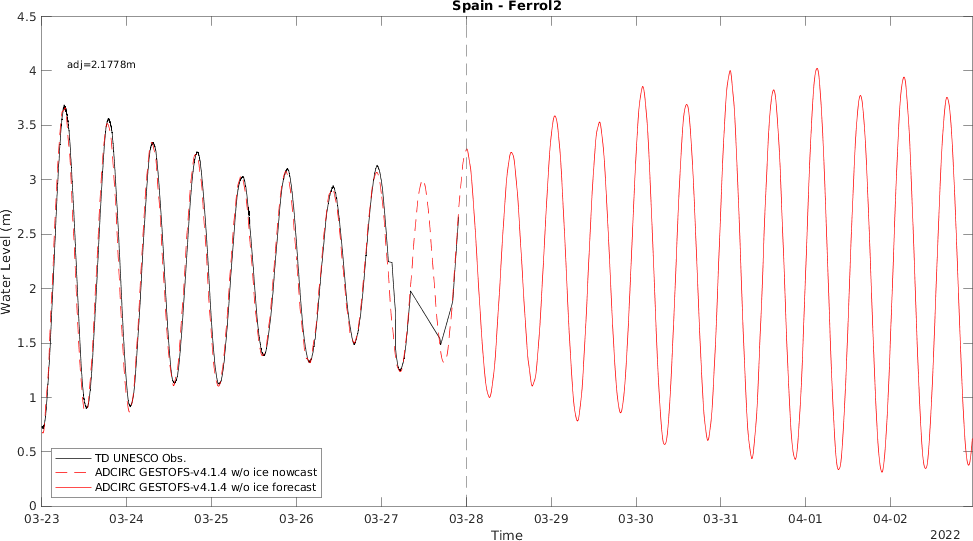 Spain - Ferrol2
4.5
4
3.5
3
2.5
2
1.5
1
0.5
0
adj=2.1778m
Water Level (m)
TD UNESCO Obs.
ADCIRC GESTOFS-v4.1.4 w/o ice nowcast
ADCIRC GESTOFS-v4.1.4 w/o ice forecast
03-23 03-24 03-25 03-26 03-27 03-28 03-29 03-30 03-31 04-01 04-02
Time
2022